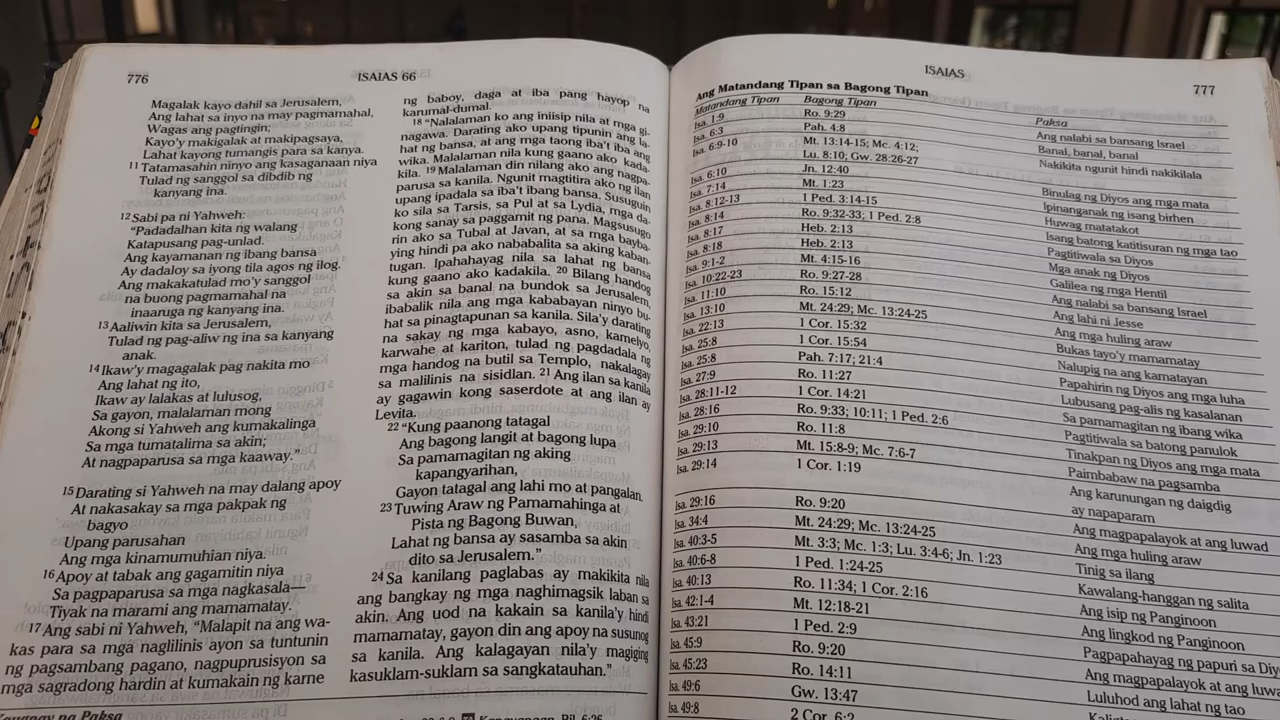 776
ISAIAS 66
Magalak kayo dahil sa Jerusalem,
Ang lahat sa inyo na may pagmamahal,
Wagas ang pagtingin;
Kayo'y makigalak at makipagsaya,
Lahat kayong tumangis para sa kanya.
11 Tatamasahin ninyo ang kasaganaan niya
Tulad ng sanggol sa dibdib ng
kanyang ina.
12 Sabi pa ni Yahweh:
"Padadalhan kita ng walang
Katapusang pag-unlad.
Ang kayamanan ng ibang bansa
Ay dadaloy sa iyong tila agos ng ilog.
Ang makakatulad mo'y sanggol
na buong pagmamahal na
inaaruga ng kanyang ina.
13 Aaliwin kita sa Jerusalem,
Tulad ng pag-aliw ng ina sa kanyang
anak.
14 Ikaw'y magagalak pag nakita mo
Ang lahat ng ito,
Ikaw ay lalakas at lulusog,
Sa gayon, malalaman mong
Akong si Yahweh ang kumakalinga
Sa mga tumatalima sa akin,
At nagpaparusa sa mga kaaway."
15 Darating si Yahweh na may dalang apoy
At nakasakay sa mga pakpak ng
bagyo
Upang parusahan
Ang mga kinamumuhian niya.
16 Apoy at tabak ang gagamitin niya
Sa pagpaparusa sa mga nagkasala—
Tiyak na marami ang mamamatay.
17 Ang sabi ni Yahweh, "Malapit na ang wa-
kas para sa mga naglilinis ayon sa tuntunin
ng pagsambang pagano, nagpuprusisyon sa
mga sagradong hardin at kumakain ng karne
ng baboy, daga at iba pang hayop na
karumal-dumal.
18 "Nalalaman ko ang iniisip nila at mga gi-
nagawa. Darating ako upang tipunin ang la-
hat ng bansa, at ang mga taong iba't iba ang
wika. Malalaman nila kung gaano ako kada-
kila. 19 Malalaman din nilang ako ang nagpa-
parusa sa kanila. Ngunit magtitira ako ng ilan
upang ipadala sa iba't ibang bansa. Susuguin
ko sila sa Tarsis, sa Pul at sa Lydia, mga da-
kong sanay sa paggamit ng pana. Magsusugo
rin ako sa Tubal at Javan, at sa mga bayba-
ying hindi pa ako nababalita sa aking kaban-
tugan. Ipahahayag nila sa lahat ng bansa
kung gaano ako kadakila. 20 Bilang handog
sa akin sa banal na bundok sa Jerusalem,
ibabalik nila ang mga kababayan ninyo bu-
hat sa pinagtapunan sa kanila. Sila'y darating
na sakay ng mga kabayo, asno, kamelyo,
karwahe at kariton, tulad ng pagdadala ng
mga handog na butil sa Templo, nakalagay
sa malilinis na sisidlan. 21 Ang ilan sa kanila
ay gagawin kong saserdote at ang ilan ay
Levita.
22 "Kung paanong tatagal
Ang bagong langit at bagong lupa
Sa pamamagitan ng aking
kapangyarihan,
Gayon tatagal ang lahi mo at pangalan.
23 Tuwing Araw ng Pamamahinga at
Pista ng Bagong Buwan,
Lahat ng bansa ay sasamba sa akin
dito sa Jerusalem."
24 Sa kanilang paglabas ay makikita nila
ang bangkay ng mga naghimagsik laban sa
akin. Ang uod na kakain sa kanila'y hindi
mamamatay, gayon din ang apoy na susunog
sa kanila. Ang kalagayan nila'y magiging
kasuklam-suklam sa sangkatauhan."
Kaugnay na Paksa
ISAIAS
777
Ang Matandang Tipan sa Bagong Tipan
Matandang Tipan Bagong Tipan Paksa
Isa. 1:9 Ro. 9:29 Ang nalabi sa bansang Israel
Isa. 6:3 Pah. 4:8 Banal, banal, banal
Isa. 6:9-10 Mt. 13:14-15; Mc. 4:12; Nakikita ngunit hindi nakikilala
Lu. 8:10; Gw. 28:26-27
Isa. 6:10 Jn. 12:40 Binulag ng Diyos ang mga mata
Isa. 7:14 Mt. 1:23 Ipinanganak ng isang birhen
Isa. 8:12-13 1 Ped. 3:14-15 Huwag matatakot
Isa. 8:14 Ro. 9:32-33; 1 Ped. 2:8 Isang batong katitisuran ng mga tao
Isa. 8:17 Heb. 2:13 Pagtitiwala sa Diyos
Isa. 8:18 Heb. 2:13 Mga anak ng Diyos
Isa. 9:1-2 Mt. 4:15-16 Galilea ng mga Hentil
Isa. 10:22-23 Ro. 9:27-28 Ang nalabi sa bansang Israel
Isa. 11:10 Ro. 15:12 Ang lahi ni Jesse
Isa. 13:10 Mt. 24:29; Mc. 13:24-25 Ang mga huling araw
Isa. 22:13 1 Cor. 15:32 Bukas tayo'y mamamatay
Isa. 25:8 1 Cor. 15:54 Nalupig na ang kamatayan
Isa. 25:8 Pah. 7:17; 21:4 Papahirin ng Diyos ang mga luha
Isa. 27:9 Ro. 11:27 Lubusang pag-alis ng kasalanan
Isa. 28:11-12 1 Cor. 14:21 Sa pamamagitan ng ibang wika
Isa. 28:16 Ro. 9:33; 10:11; 1 Ped. 2:6 Pagtitiwala sa batong panulok
Isa. 29:10 Ro. 11:8 Tinakpan ng Diyos ang mga mata
Isa. 29:13 Mt. 15:8-9; Mc. 7:6-7 Paimbabaw na pagsamba
Isa. 29:14 1 Cor. 1:19 Ang karunungan ng daigdig
ay napaparam
Isa. 29:16 Ro. 9:20 Ang magpapalayok at ang luwad
Isa. 34:4 Mt. 24:29; Mc. 13:24-25 Ang mga huling araw
Isa. 40:3-5 Mt. 3:3; Mc. 1:3; Lu. 3:4-6; Jn. 1:23 Tinig sa ilang
Isa. 40:6-8 1 Ped. 1:24-25 Kawalang-hanggan ng salita
Isa. 40:13 Ro. 11:34; 1 Cor. 2:16 Ang isip ng Panginoon
Isa. 42:1-4 Mt. 12:18-21 Ang lingkod ng Panginoon
Isa. 43:21 1 Ped. 2:9 Pagpapahayag ng papuri sa
Isa. 45:9 Ro. 9:20 Ang magpapalayok at ang
Isa. 45:23 Ro. 14:11 Luluhod ang lahat ng tao
Isa. 49:6 Gw. 13:47
Isa. 49:8 2 Cor. 6:2